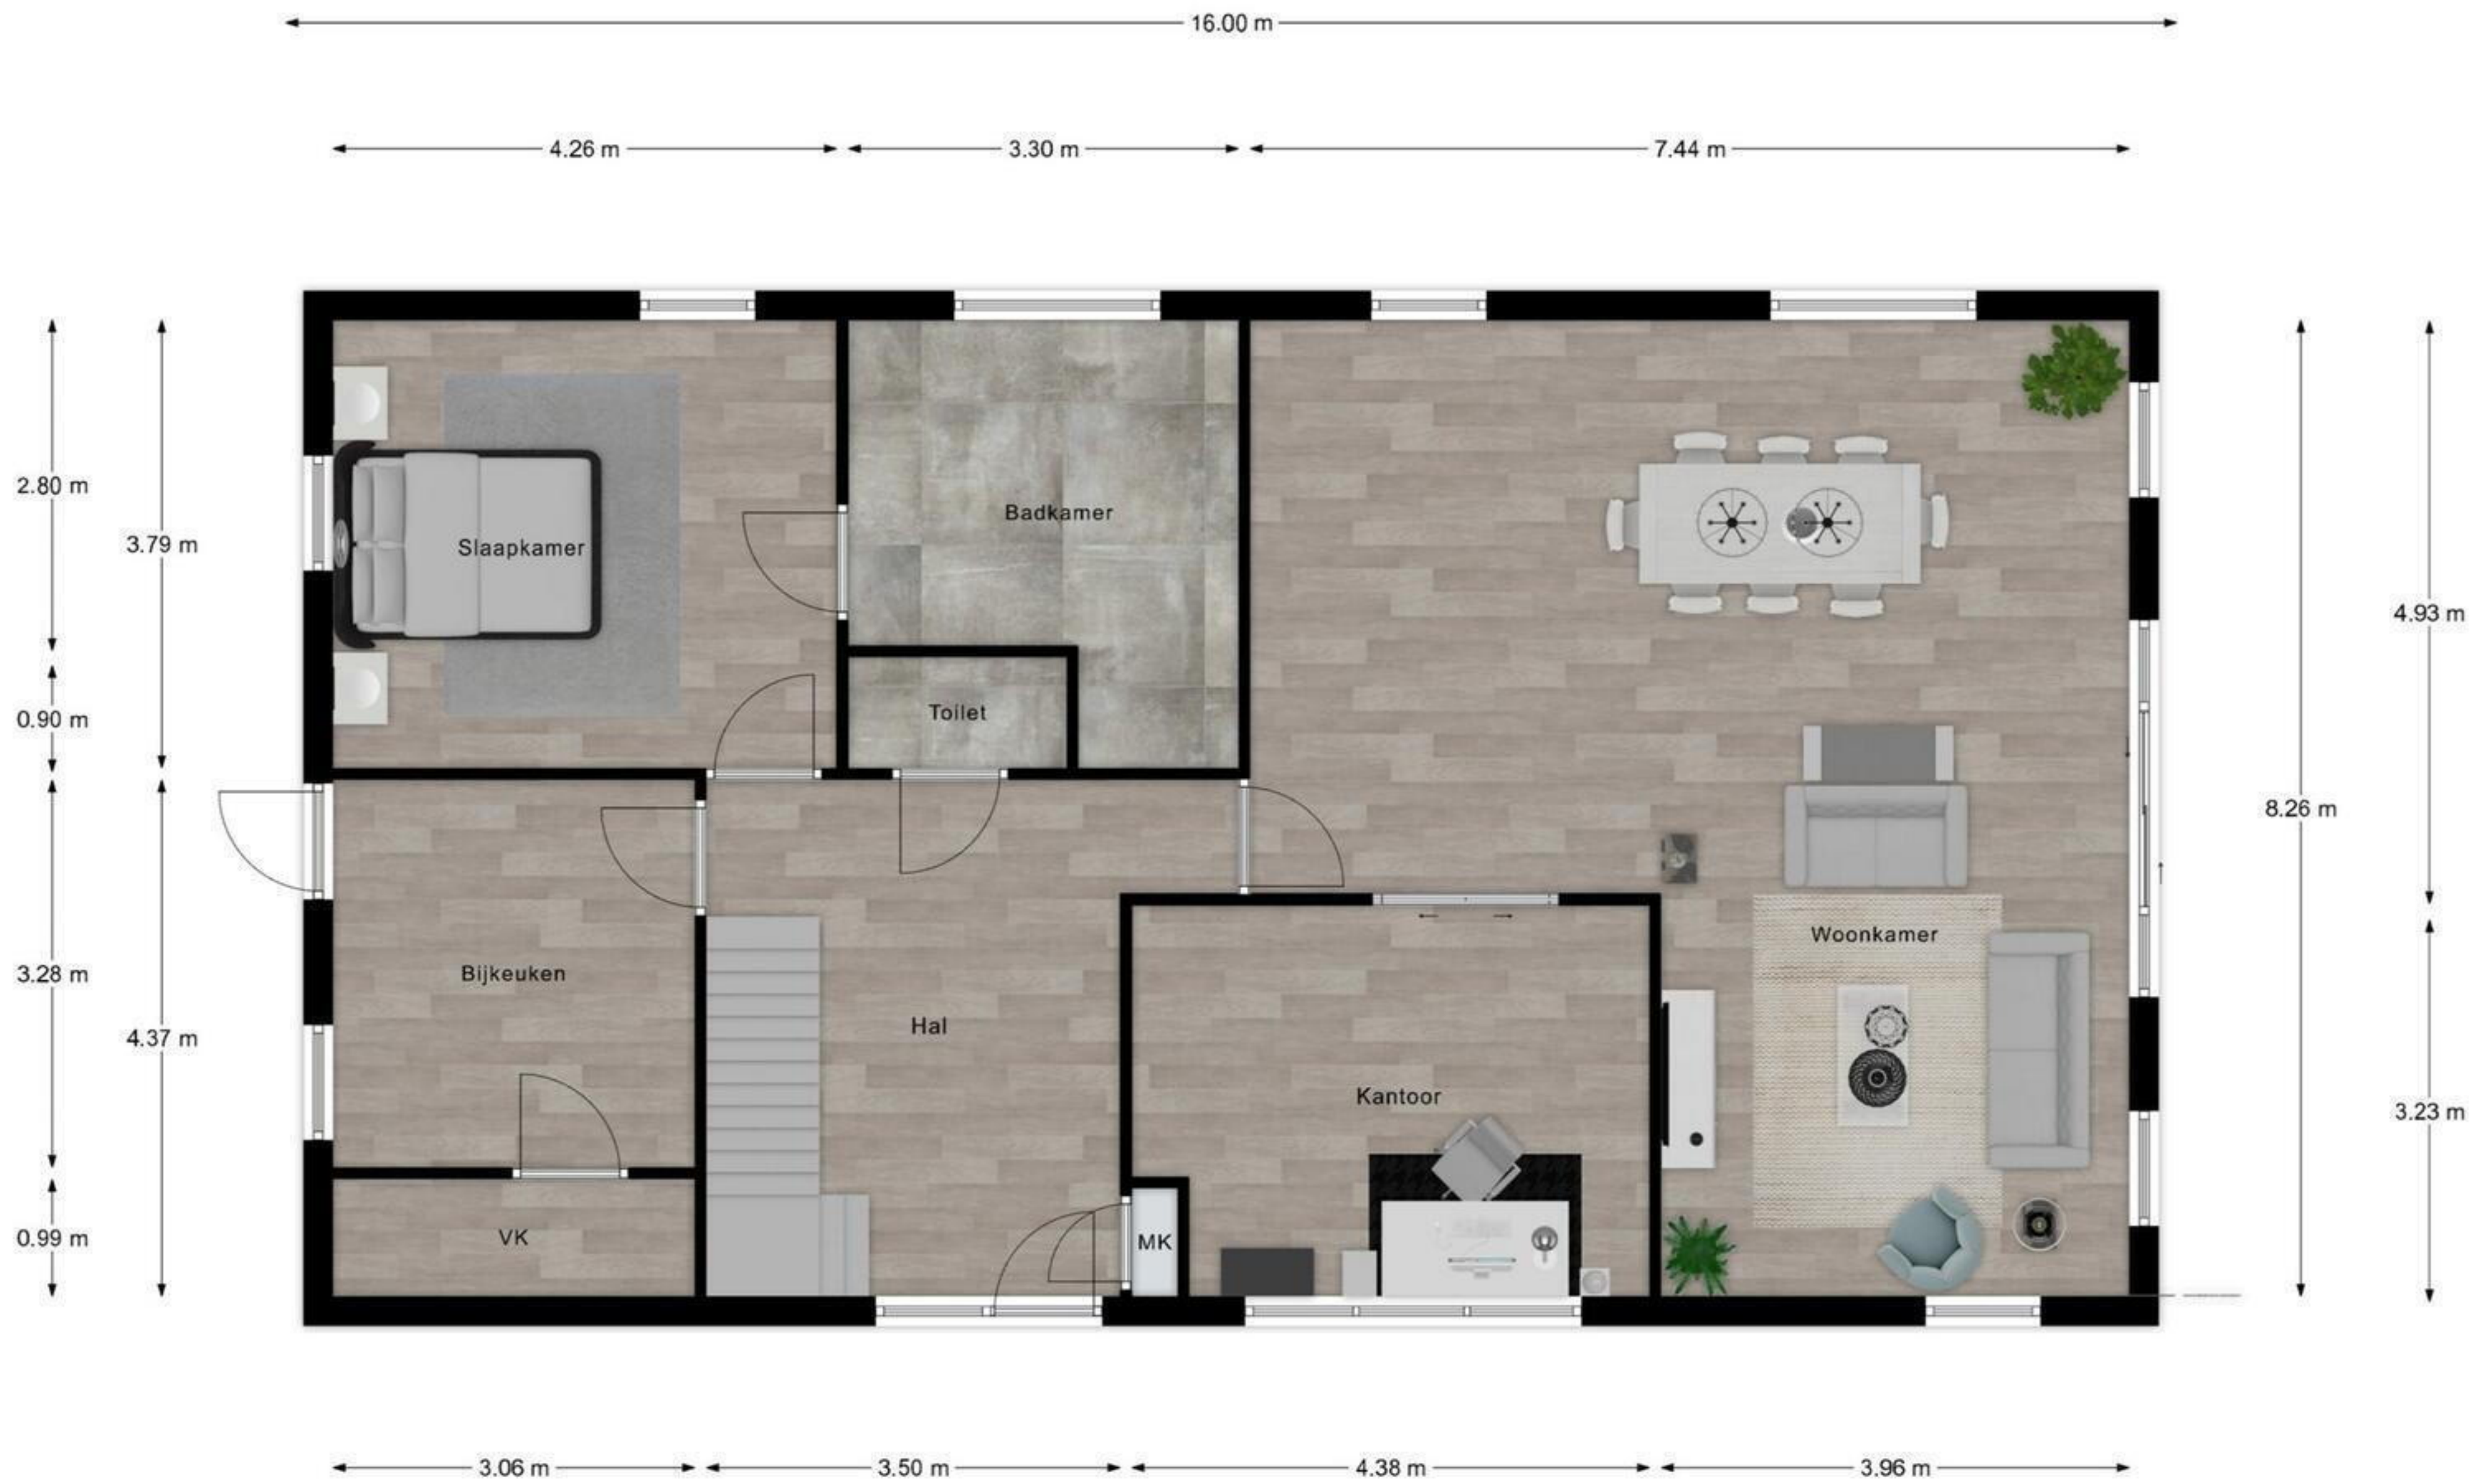 16.00 m
4.26 m
3.30 m
7.44 m
2.80 m
3.79 m
Slaapkamer
Badkamer
4.93 m
0.90 m
Toilet
8.26 m
3.28 m
4.37 m
Bijkeuken
Hal
Woonkamer
Kantoor
3.23 m
0.99 m
VK
MK
3.06 m
3.50 m
4.38 m
3.96 m